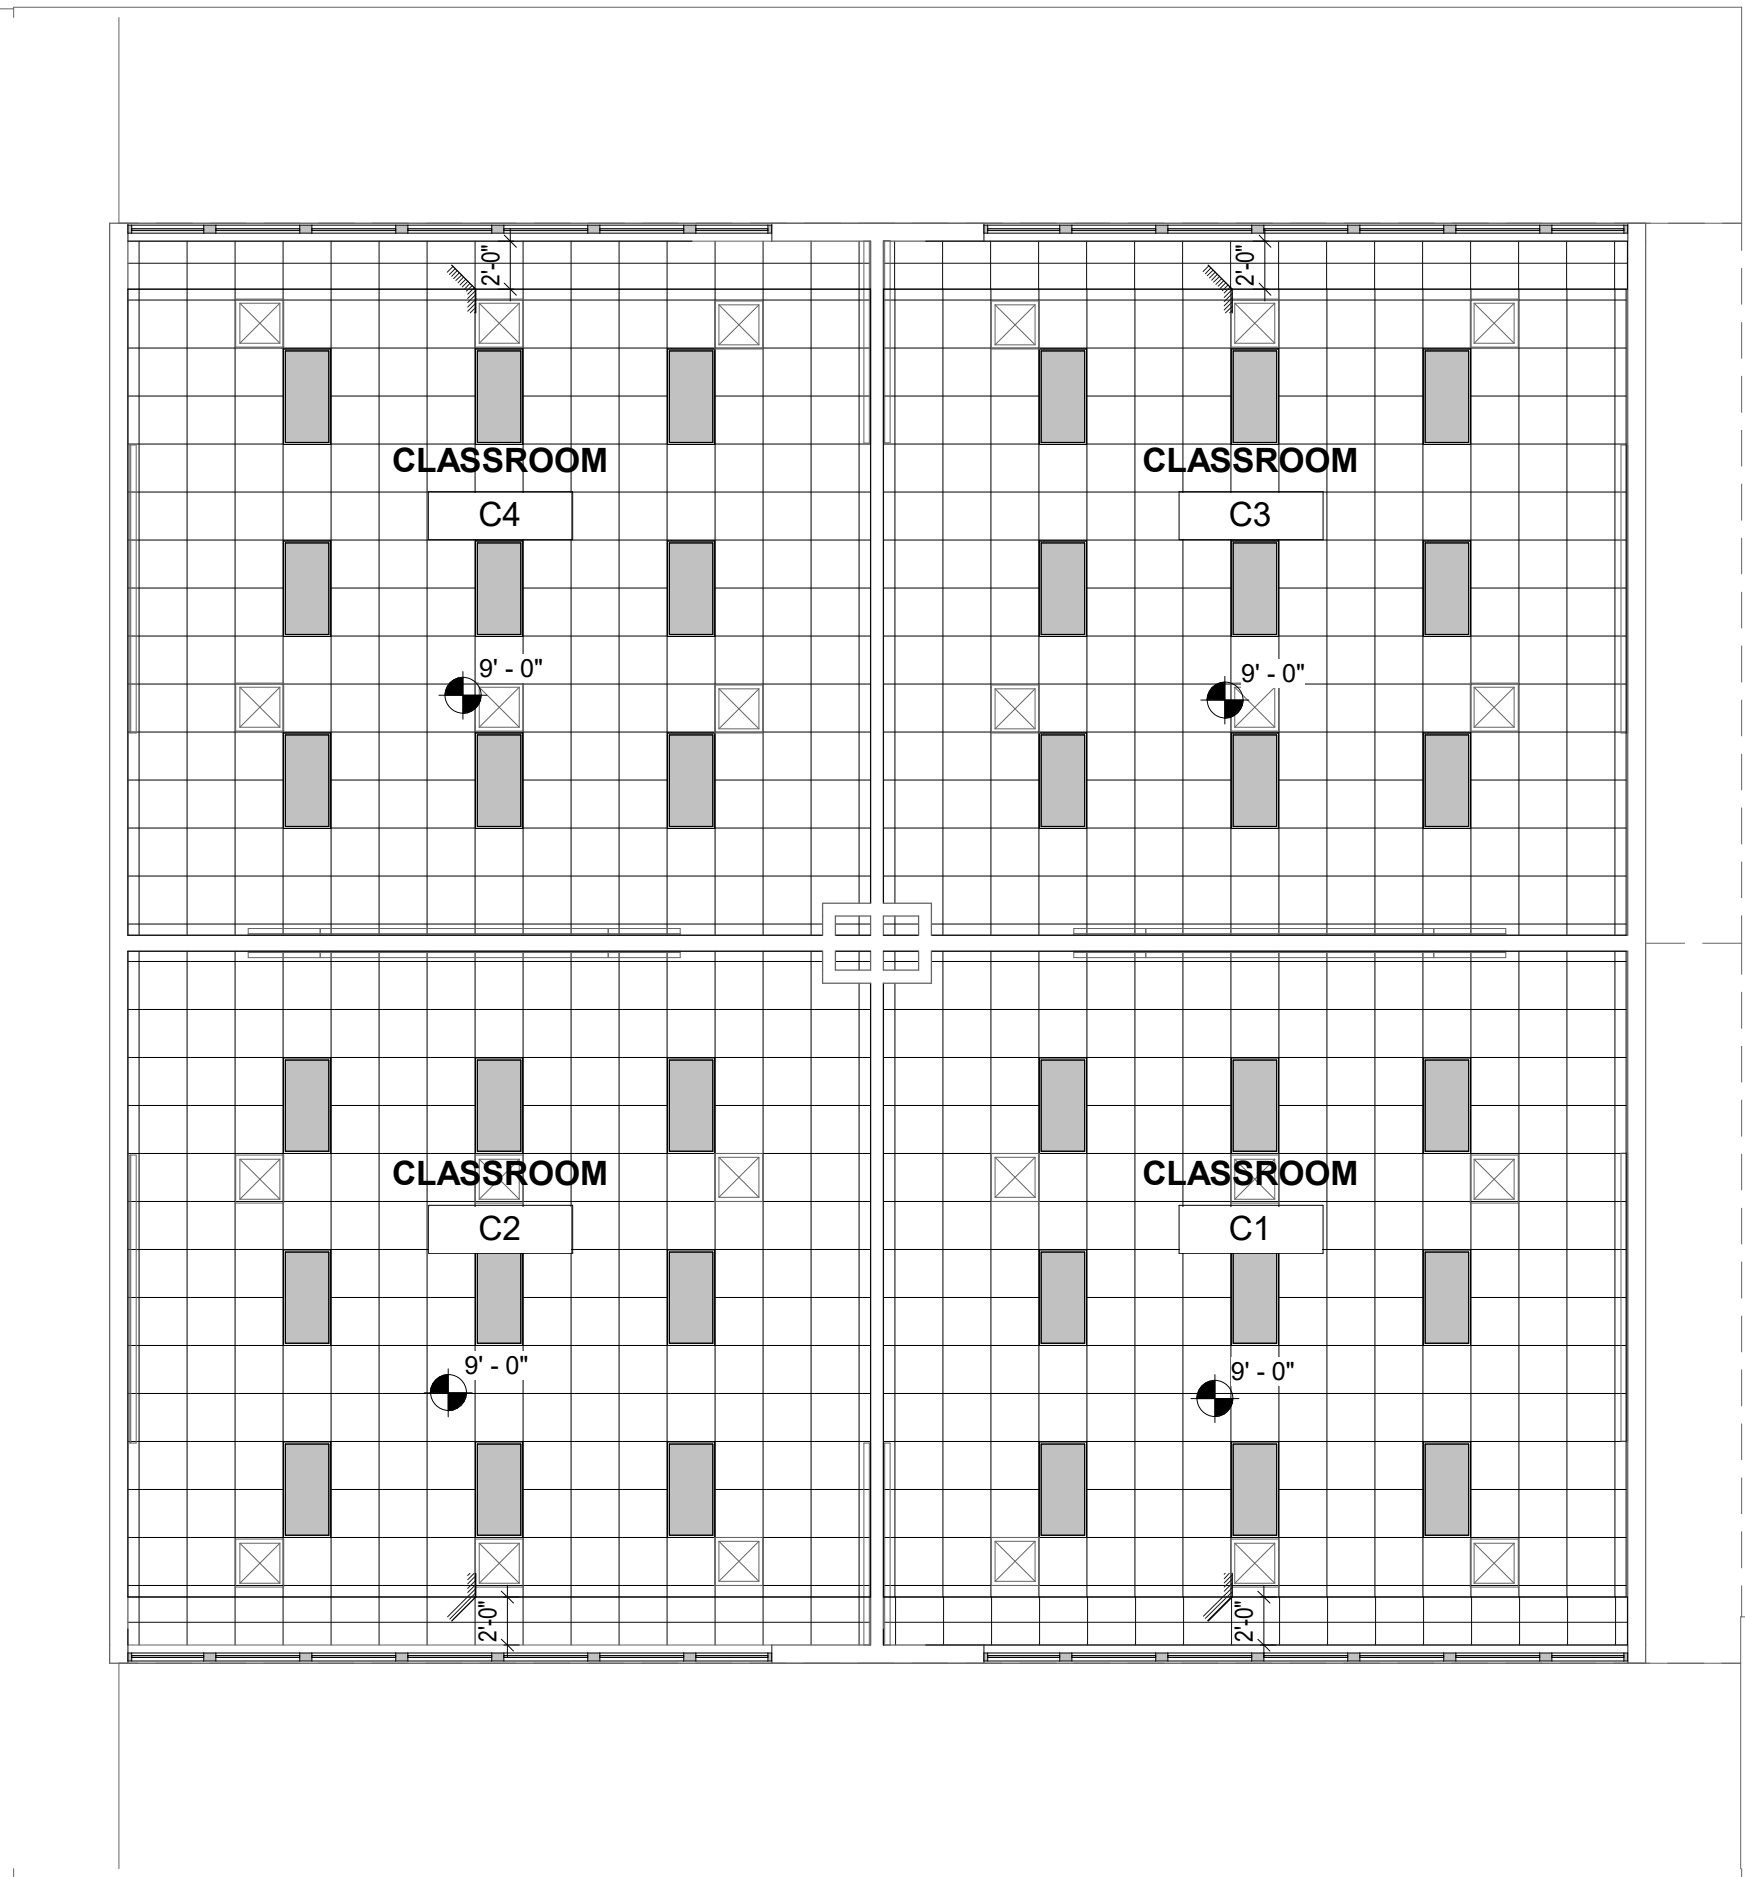 2'-0"
2'-0"
CLASSROOM
C4
CLASSROOM
C3
9' - 0"
9' - 0"
CLASSROOM
C2
CLASSROOM
C1
9' - 0"
9' - 0"
2'-0"
2'-0"